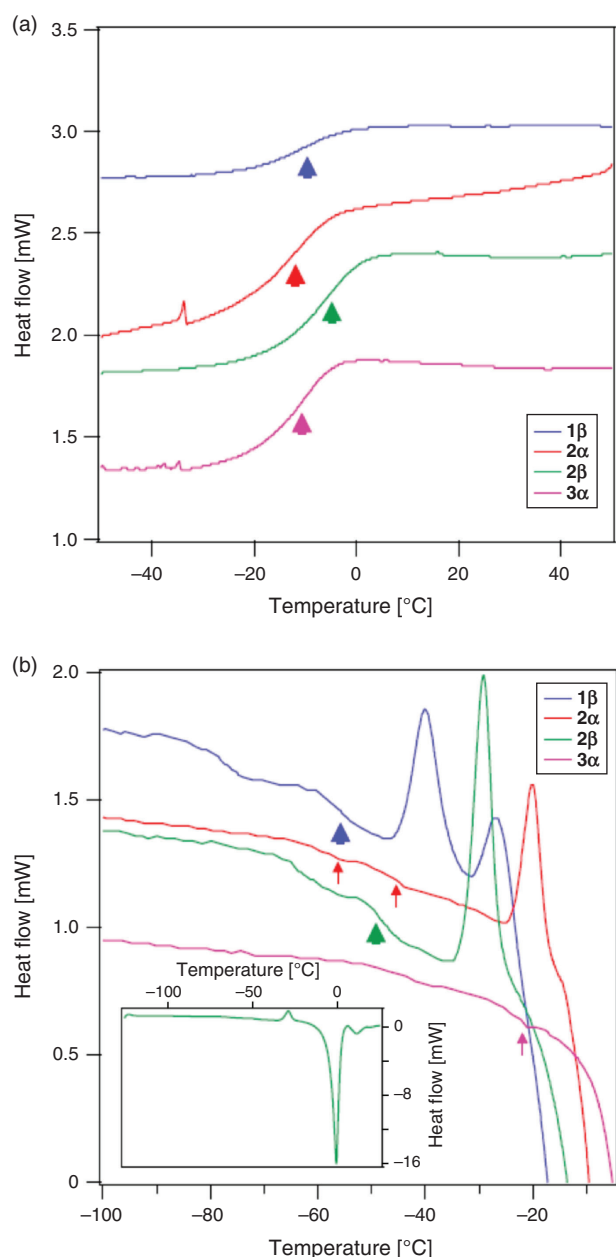 (a)
3.5
3.0
2.5
2.0
1.5
1.0
Heat flow [mW]
1β
2α
2β
3α
−40 −20 0 20 40
Temperature [°C]
(b)
2.0
1.5
1.0
0.5
0
Heat flow [mW]
1β
2α
2β
3α
Temperature [°C]
−100 0
0
−8
−16
Heat flow [mW]
−100 −80 −60 −40 −20
Temperature [°C]